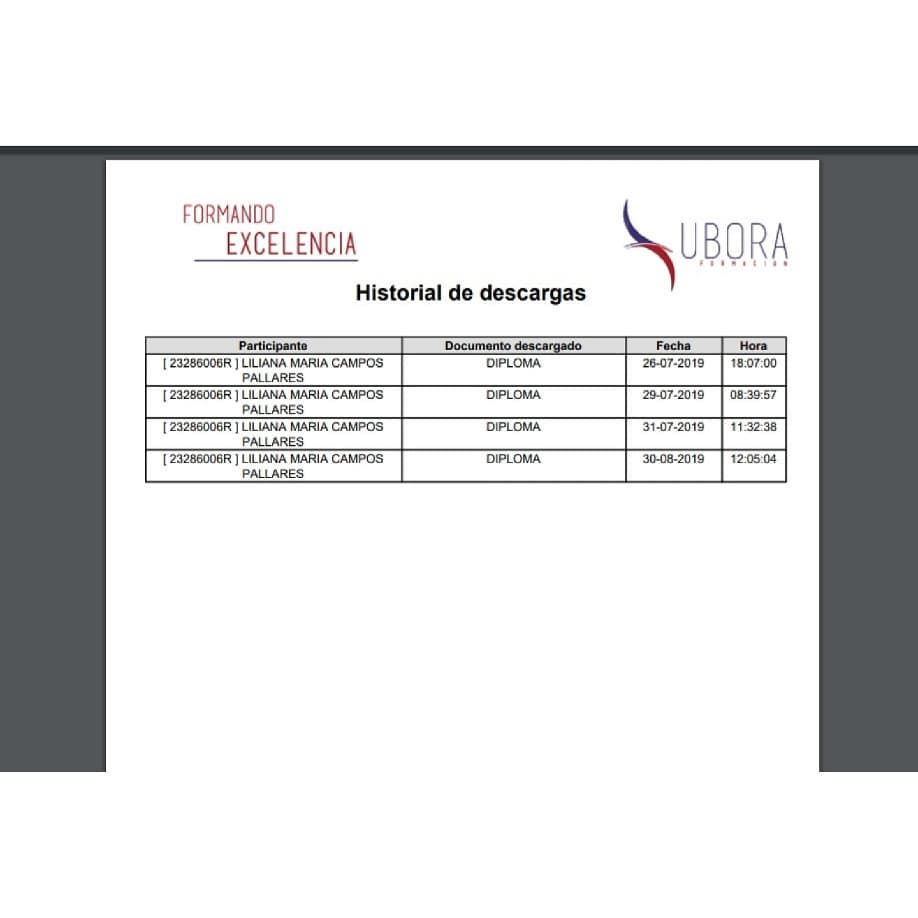 FORMANDO
EXCELENCIA
UBORA
FORMACION
Historial de descargas
Participante Documento descargado Fecha Hora
[ 23286006R ] LILIANA MARIA CAMPOS PALLARES DIPLOMA 26-07-2019 18:07:00
[ 23286006R ] LILIANA MARIA CAMPOS PALLARES DIPLOMA 29-07-2019 08:39:57
[ 23286006R ] LILIANA MARIA CAMPOS PALLARES DIPLOMA 31-07-2019 11:32:38
[ 23286006R ] LILIANA MARIA CAMPOS PALLARES DIPLOMA 30-08-2019 12:05:04